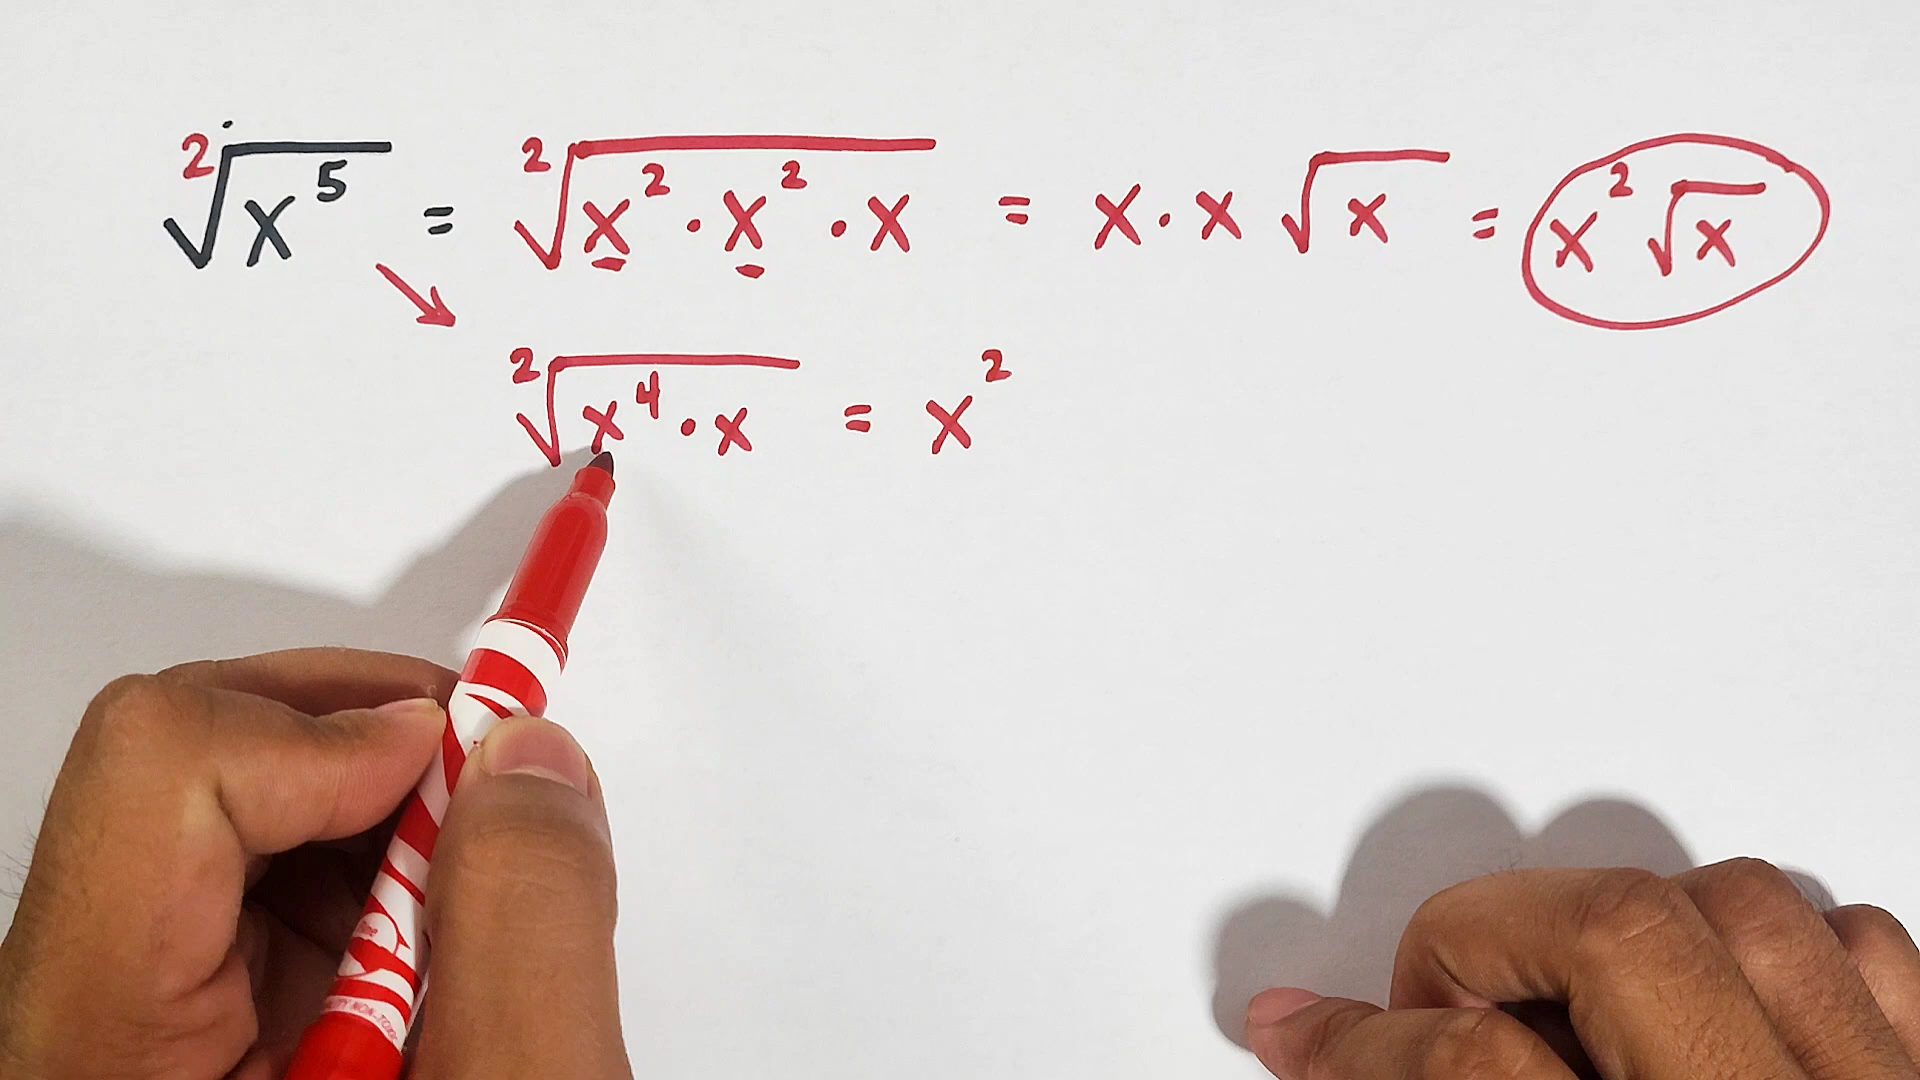 ²√x⁵ = ²√x² · x² · x = x · x √x = x² √x
²√x⁴ · x = x²